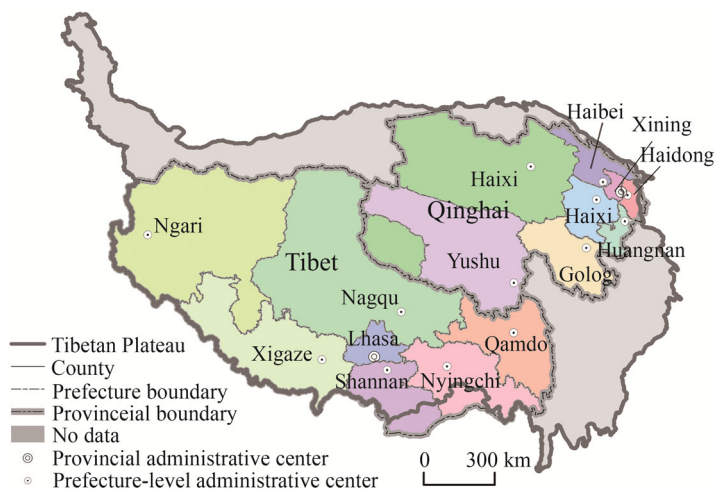 Haibei
Xining
Haidong
Haixi
Qinghai
Haixi
Ngari
Huangnan
Tibet
Yushu
Golog
Nagqu
Lhasa
Qamdo
Xigaze
Shannan
Nyingchi
Tibetan Plateau
County
Prefecture boundary
Provinceial boundary
No data
Provincial administrative center
Prefecture-level administrative center
0 300 km